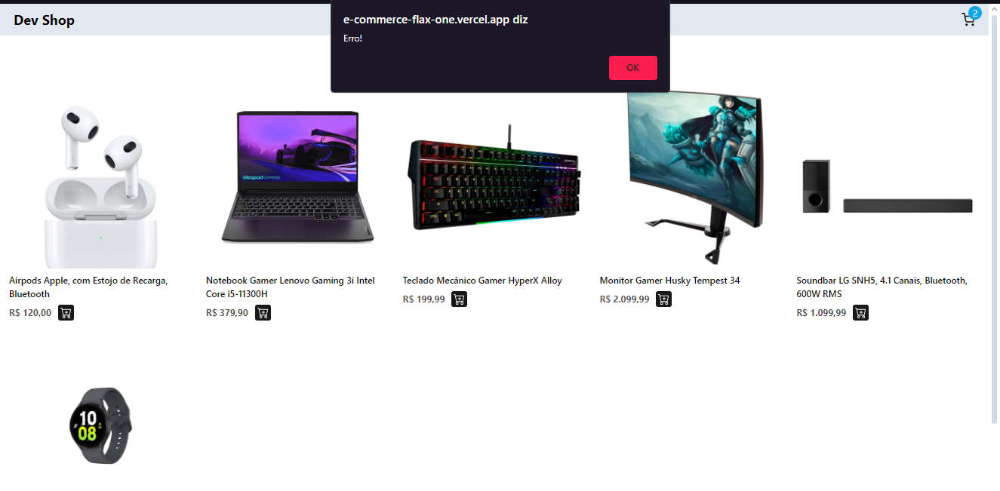 Dev Shop
e-commerce-flax-one.vercel.app diz
Erro!
OK
2
ideapad GAMING
Airpods Apple, com Estojo de Recarga,
Bluetooth
R$ 120,00
Notebook Gamer Lenovo Gaming 3i Intel
Core i5-11300H
R$ 379,90
Teclado Mecânico Gamer HyperX Alloy
R$ 199,99
Monitor Gamer Husky Tempest 34
R$ 2.099,99
Soundbar LG SNH5, 4.1 Canais, Bluetooth,
600W RMS
R$ 1.099,99
10
08